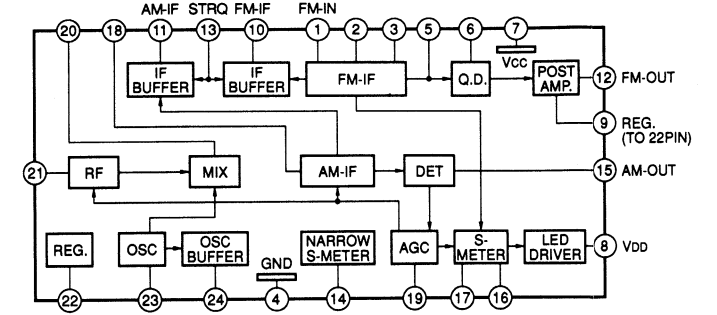 AM-IF STRQ FM-IF FM-IN
20 18 11 13 10 1 2 3 5 6 7
VCC
IF
BUFFER
IF
BUFFER
FM-IF
Q.D.
POST
AMP.
12 FM-OUT
9 REG.
(TO 22PIN)
21
RF
MIX
AM-IF
DET
15 AM-OUT
REG.
OSC
OSC
BUFFER
GND
NARROW
S-METER
AGC
S-
METER
LED
DRIVER
8 VDD
22 23 24 4 14 19 17 16